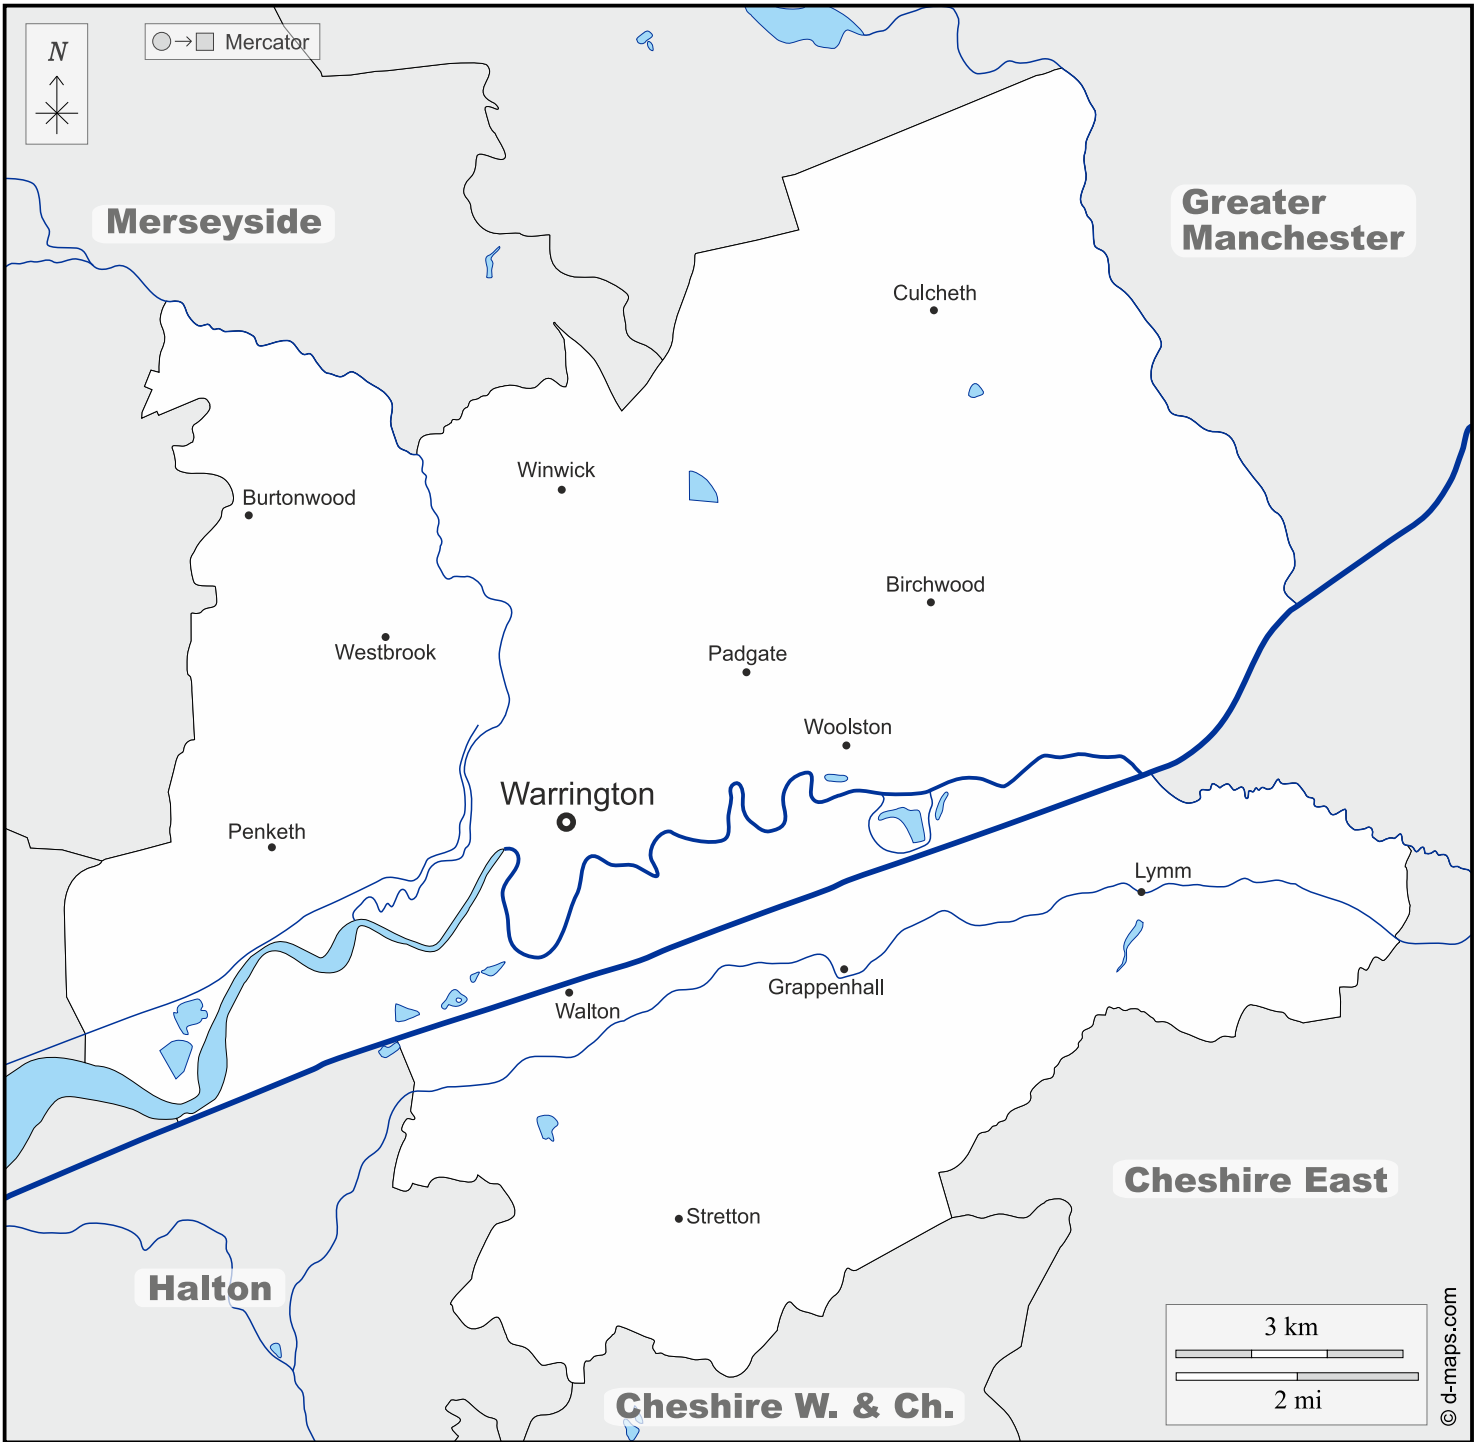 N
Mercator
Merseyside
Greater
Manchester
Culcheth
Winwick
Burtonwood
Birchwood
Westbrook
Padgate
Woolston
Warrington
Penketh
Lymm
Grappenhall
Walton
Cheshire East
Stretton
Halton
3 km
2 mi
Cheshire W. & Ch.
© d-maps.com